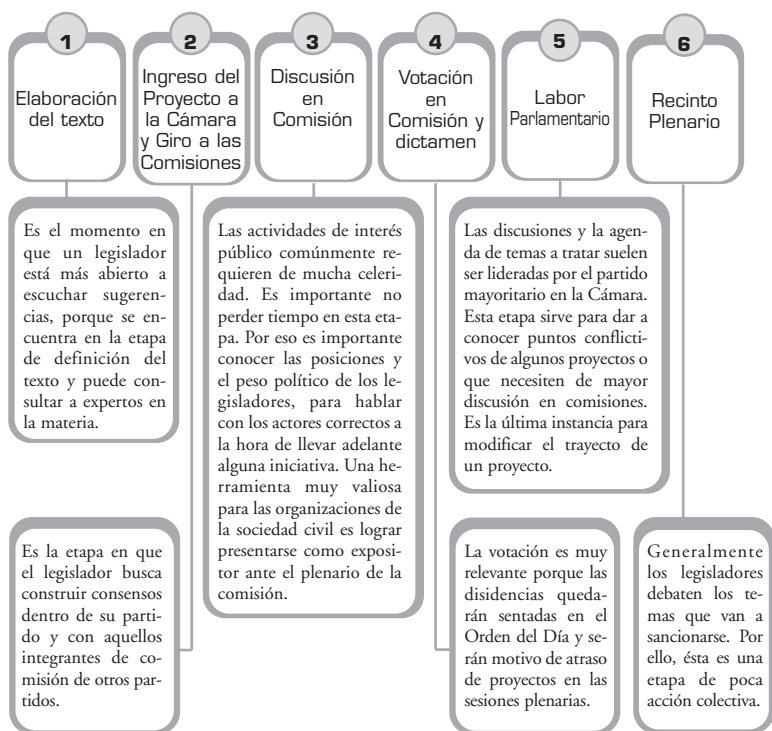 1
Elaboración
del texto
2
Ingreso del
Proyecto a
la Cámara
y Giro a las
Comisiones
3
Discusión
en
Comisión
4
Votación
en
Comisión y
dictamen
5
Labor
Parlamentario
6
Recinto
Plenario
Es el momento en
que un legislador
está más abierto a
escuchar sugeren-
cias, porque se en-
cuentra en la etapa
de definición del
texto y puede con-
sultar a expertos en
la materia.
Las actividades de interés
público comúnmente re-
quieren de mucha celeri-
dad. Es importante no
perder tiempo en esta eta-
pa. Por eso es importante
conocer las posiciones y
el peso político de los le-
gisladores, para hablar
con los actores correctos a
la hora de llevar adelante
alguna iniciativa. Una he-
rramienta muy valiosa
para las organizaciones de
la sociedad civil es lograr
presentarse como exposi-
tor ante el plenario de la
comisión.
Las discusiones y la agen-
da de temas a tratar suelen
ser lideradas por el partido
mayoritario en la Cámara.
Esta etapa sirve para dar a
conocer puntos conflicti-
vos de algunos proyectos o
que necesiten de mayor
discusión en comisiones.
Es la última instancia para
modificar el trayecto de
un proyecto.
Es la etapa en que
el legislador busca
construir consensos
dentro de su parti-
do y con aquellos
integrantes de co-
misión de otros par-
tidos.
La votación es muy
relevante porque las
disidencias queda-
rán sentadas en el
Orden del Día y se-
rán motivo de atraso
de proyectos en las
sesiones plenarias.
Generalmente
los legisladores
debaten los te-
mas que van a
sancionarse. Por
ello, ésta es una
etapa de poca
acción colectiva.